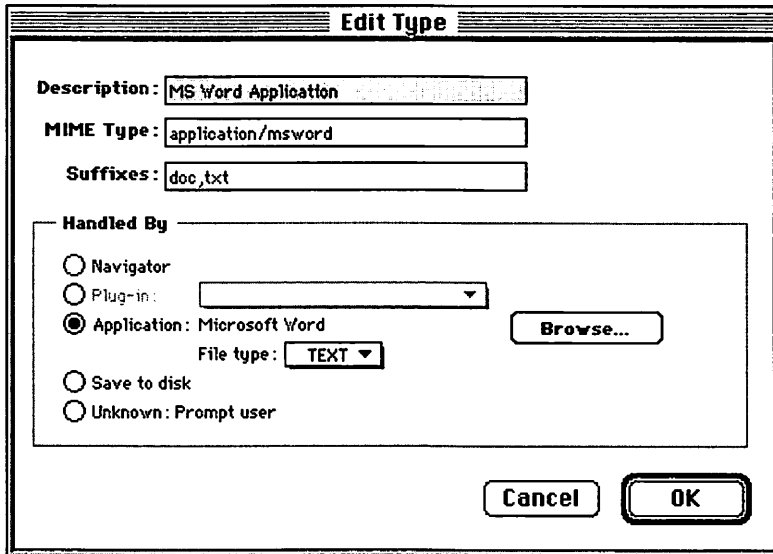 Edit Type
Description: MS Word Application
MIME Type: application/msword
Suffixes: doc,txt
Handled By
Navigator
Plug-in:
Application: Microsoft Word
Browse...
File type: TEXT
Save to disk
Unknown: Prompt user
Cancel OK